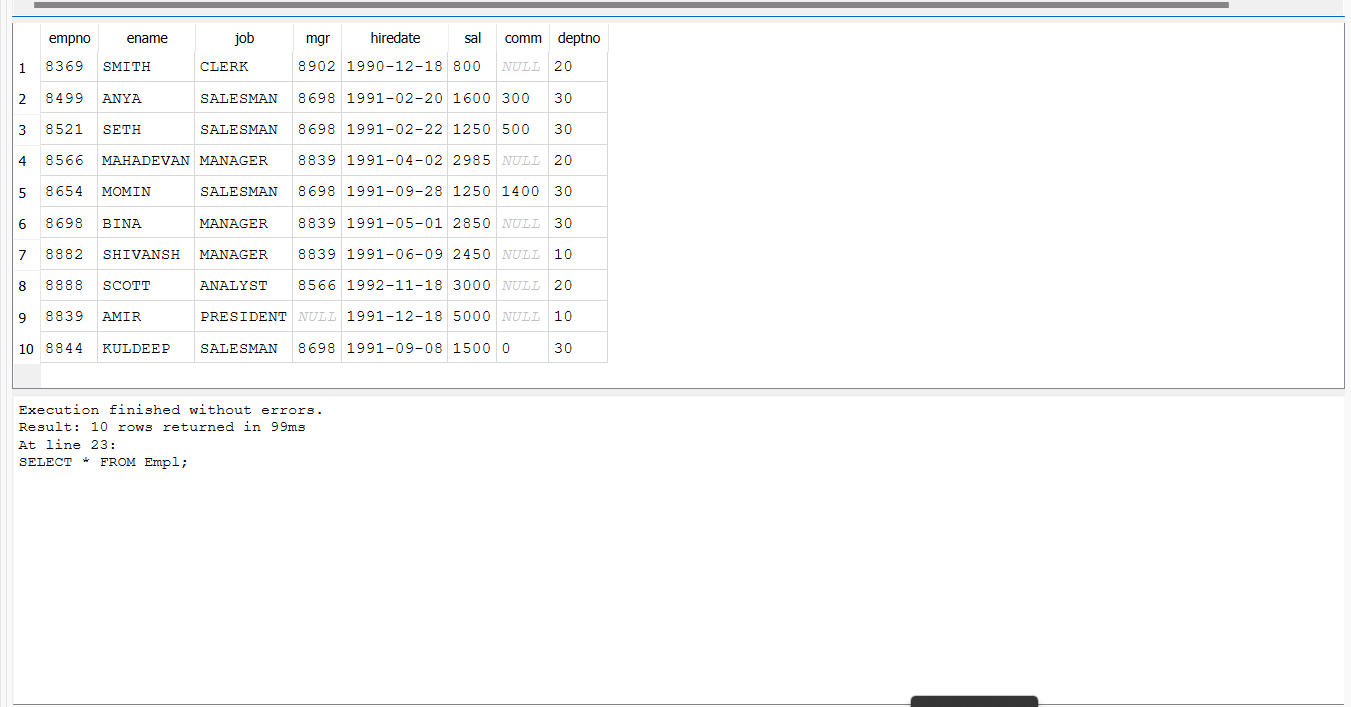 empno ename job mgr hiredate sal comm deptno
1 8369 SMITH CLERK 8902 1990-12-18 800 NULL 20
2 8499 ANYA SALESMAN 8698 1991-02-20 1600 300 30
3 8521 SETH SALESMAN 8698 1991-02-22 1250 500 30
4 8566 MAHADEVAN MANAGER 8839 1991-04-02 2985 NULL 20
5 8654 MOMIN SALESMAN 8698 1991-09-28 1250 1400 30
6 8698 BINA MANAGER 8839 1991-05-01 2850 NULL 30
7 8882 SHIVANSH MANAGER 8839 1991-06-09 2450 NULL 10
8 8888 SCOTT ANALYST 8566 1992-11-18 3000 NULL 20
9 8839 AMIR PRESIDENT NULL 1991-12-18 5000 NULL 10
10 8844 KULDEEP SALESMAN 8698 1991-09-08 1500 0 30
Execution finished without errors.
Result: 10 rows returned in 99ms
At line 23:
SELECT * FROM Empl;